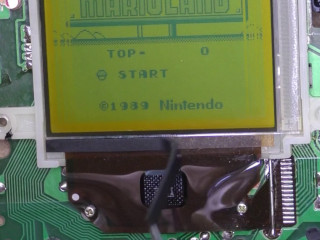 MARIOLAND
TOP- 0
START
©1989 Nintendo